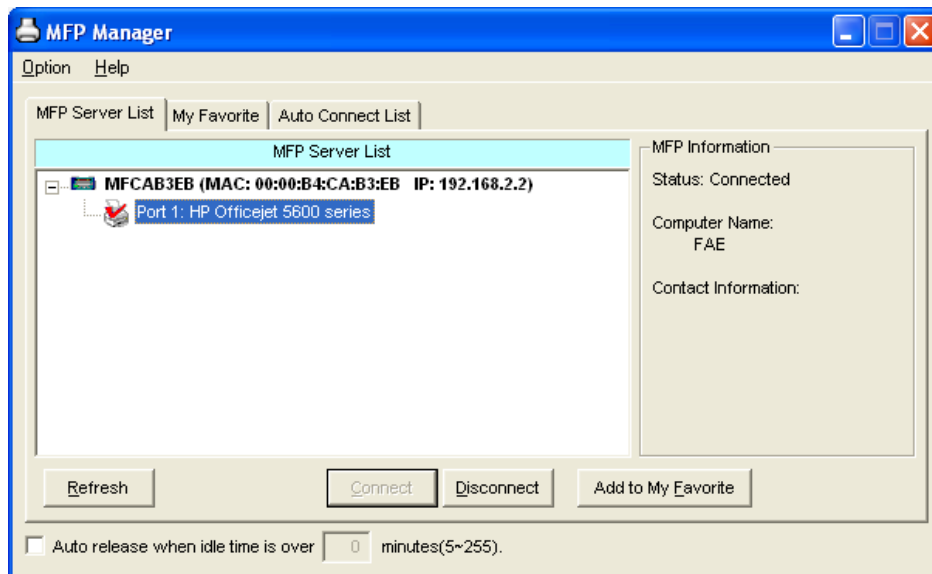 MFP Manager
Option Help
MFP Server List My Favorite Auto Connect List
MFP Server List
MFCAB3EB (MAC: 00:00:B4:CA:B3:EB IP: 192.168.2.2)
Port 1: HP Officejet 5600 series
MFP Information
Status: Connected
Computer Name:
FAE
Contact Information:
Refresh Connect Disconnect Add to My Favorite
Auto release when idle time is over 0 minutes(5~255).